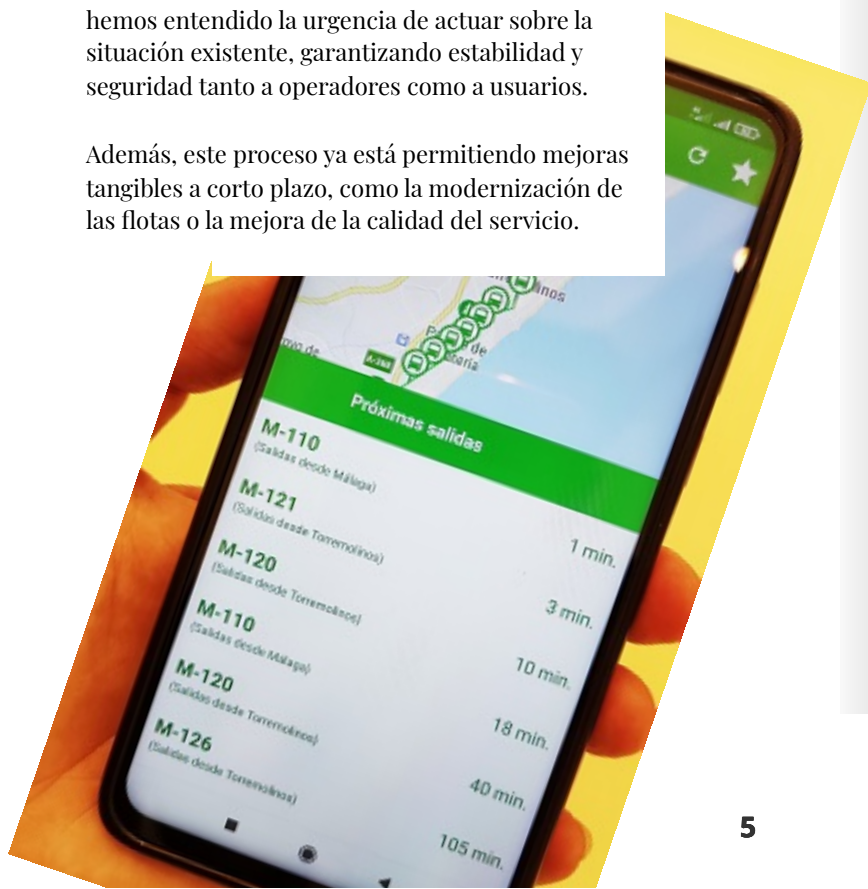 hemos entendido la urgencia de actuar sobre la
situación existente, garantizando estabilidad y
seguridad tanto a operadores como a usuarios.
Además, este proceso ya está permitiendo mejoras
tangibles a corto plazo, como la modernización de
las flotas o la mejora de la calidad del servicio.
Próximas salidas
M-110
(Salidas desde Málaga)
1 min.
M-121
(Salidas desde Torremolinos)
3 min.
M-120
(Salidas desde Torremolinos)
10 min.
M-110
(Salidas desde Málaga)
18 min.
M-120
(Salidas desde Torremolinos)
40 min.
M-126
(Salidas desde Torremolinos)
105 min.
5